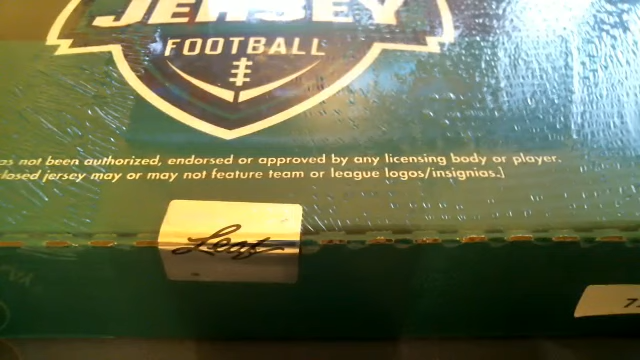 JERSEY
FOOTBALL
as not been authorized, endorsed or approved by any licensing body or player.
losed jersey may or may not feature team or league logos/insignias.]
Leaf